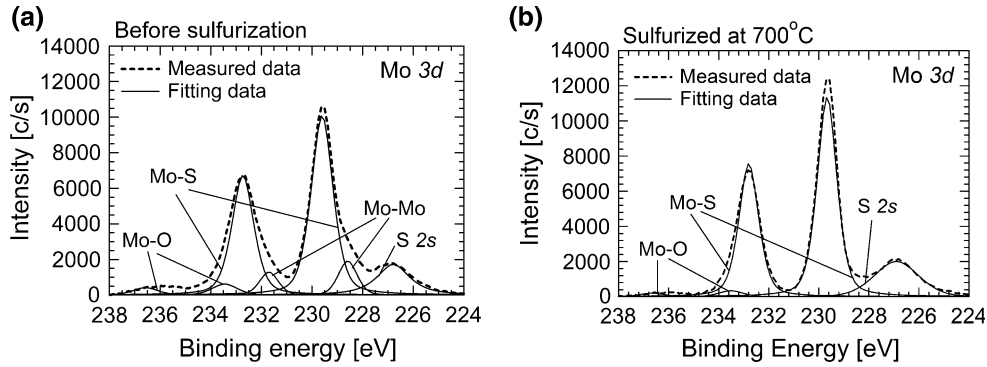 (a)
Before sulfurization
14000
12000
10000
8000
6000
4000
2000
0
Intensity [c/s]
Measured data
Fitting data
Mo 3d
Mo-S
Mo-O
Mo-Mo
S 2s
238 236 234 232 230 228 226 224
Binding energy [eV]
(b)
Sulfurized at 700°C
14000
12000
10000
8000
6000
4000
2000
0
Intensity [c/s]
Measured data
Fitting data
Mo 3d
Mo-S
Mo-O
S 2s
238 236 234 232 230 228 226 224
Binding Energy [eV]